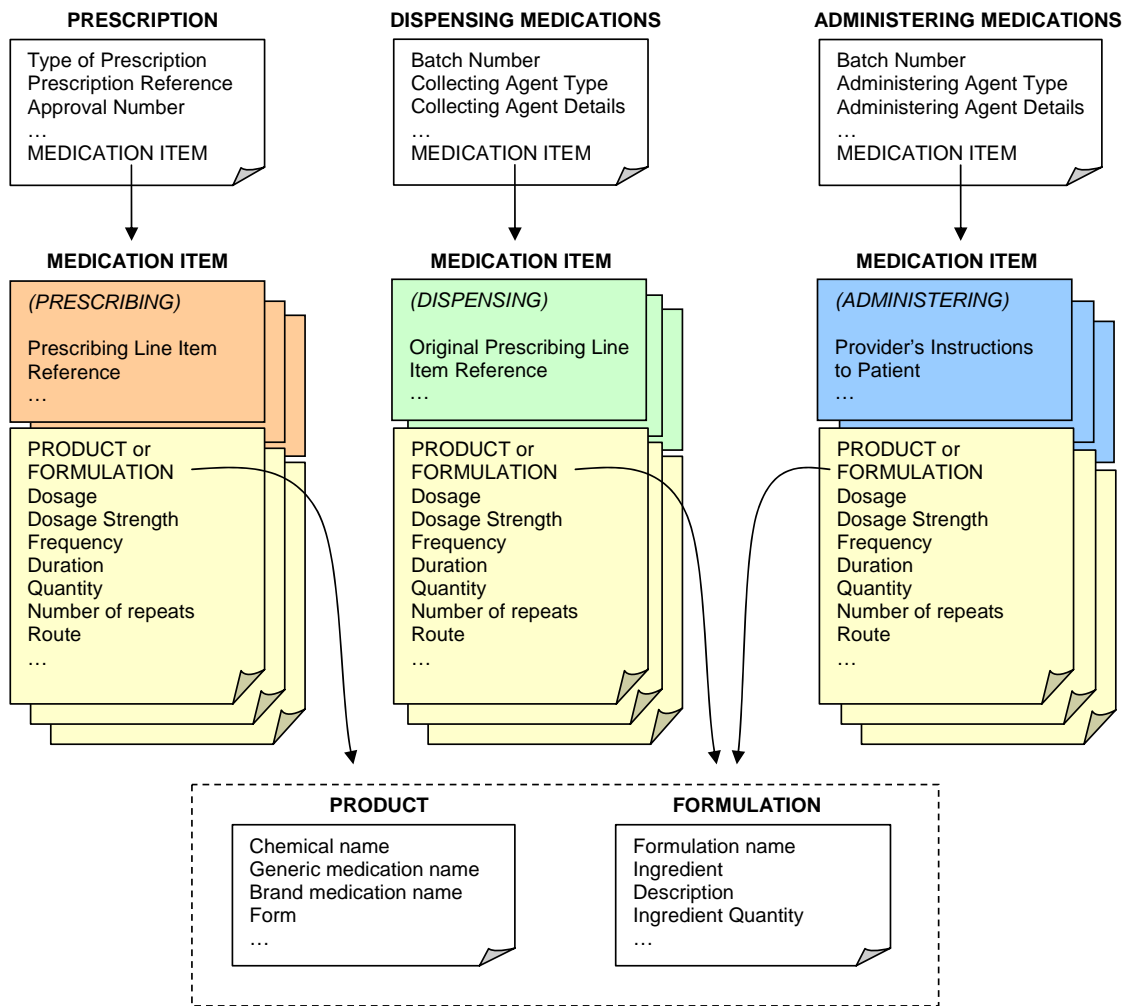 PRESCRIPTION
Type of Prescription
Prescription Reference
Approval Number
…
MEDICATION ITEM
DISPENSING MEDICATIONS
Batch Number
Collecting Agent Type
Collecting Agent Details
…
MEDICATION ITEM
ADMINISTERING MEDICATIONS
Batch Number
Administering Agent Type
Administering Agent Details
…
MEDICATION ITEM
MEDICATION ITEM
(PRESCRIBING)
Prescribing Line Item
Reference
…
PRODUCT or
FORMULATION
Dosage
Dosage Strength
Frequency
Duration
Quantity
Number of repeats
Route
…
MEDICATION ITEM
(DISPENSING)
Original Prescribing Line
Item Reference
…
PRODUCT or
FORMULATION
Dosage
Dosage Strength
Frequency
Duration
Quantity
Number of repeats
Route
…
MEDICATION ITEM
(ADMINISTERING)
Provider's Instructions
to Patient
…
PRODUCT or
FORMULATION
Dosage
Dosage Strength
Frequency
Duration
Quantity
Number of repeats
Route
…
PRODUCT
Chemical name
Generic medication name
Brand medication name
Form
…
FORMULATION
Formulation name
Ingredient
Description
Ingredient Quantity
…